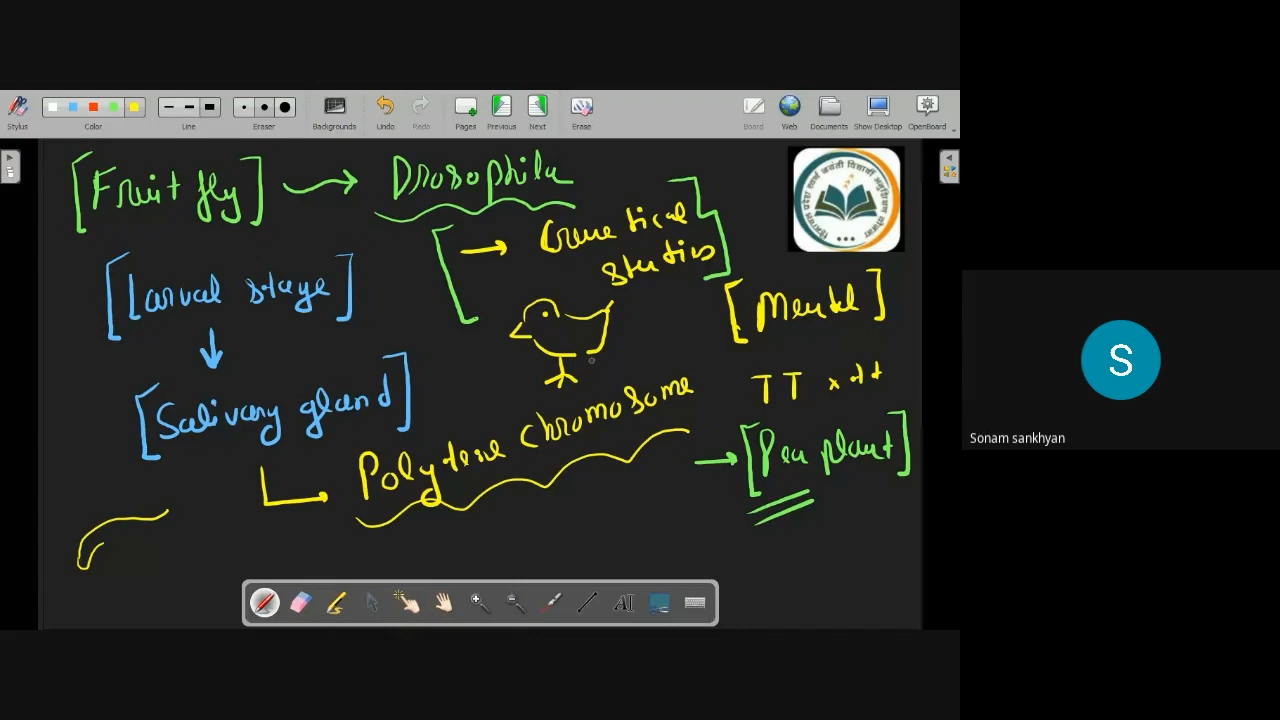 Stylus
Color
Line
Eraser
Backgrounds
Undo
Redo
Pages
Previous
Next
Erase
Board
Web
Documents
Show Desktop
OpenBoard
[Fruit fly] → Drosophila
→ Genetical
studies
[Larval stage]
[Mendel]
TT × tt
[Salivary gland]
→ Polytene chromosome
→ [Pea plant]
S
Sonam sankhyan